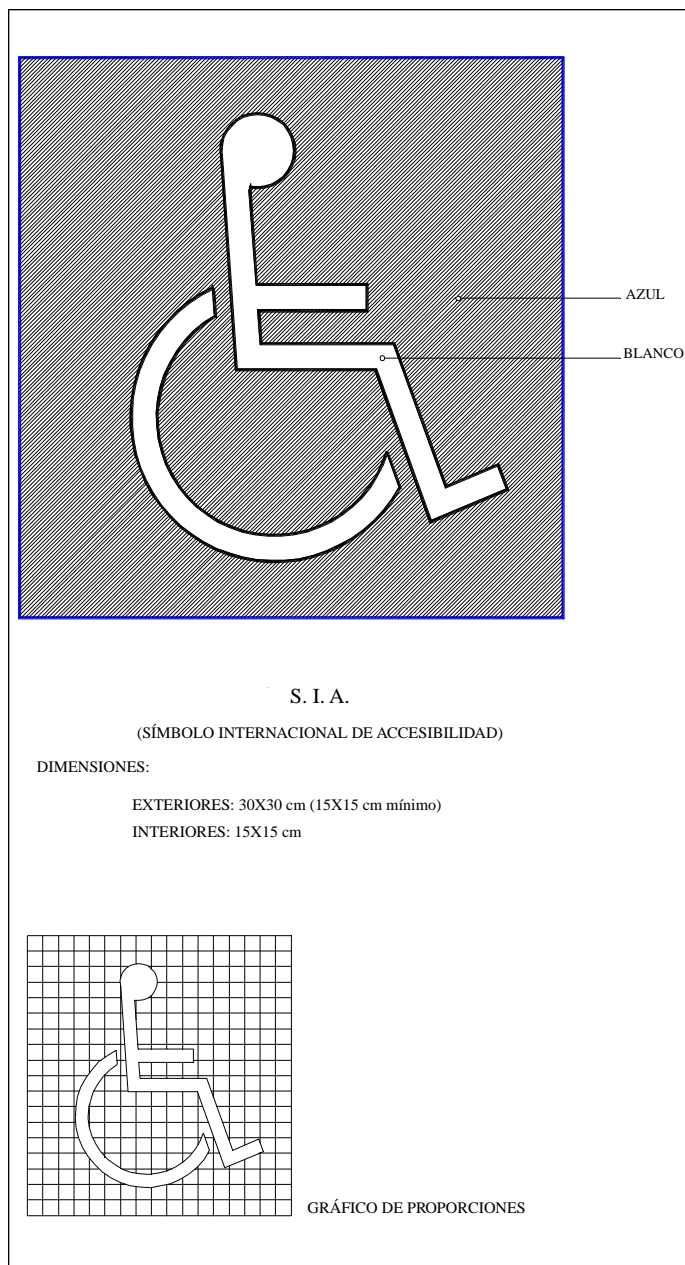 AZUL
BLANCO
S. I. A.
(SÍMBOLO INTERNACIONAL DE ACCESIBILIDAD)
DIMENSIONES:
EXTERIORES: 30X30 cm (15X15 cm mínimo)
INTERIORES: 15X15 cm
GRÁFICO DE PROPORCIONES